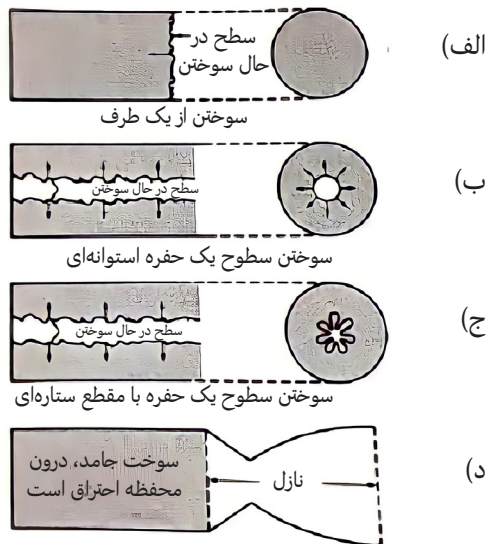 الف)
سطح در
حال سوختن
سوختن از یک طرف
ب)
سطح در حال سوختن
سوختن سطوح یک حفره استوانه‌ای
ج)
سطح در حال سوختن
سوختن سطوح یک حفره با مقطع ستاره‌ای
د)
سوخت جامد، درون
محفظه احتراق است
نازل